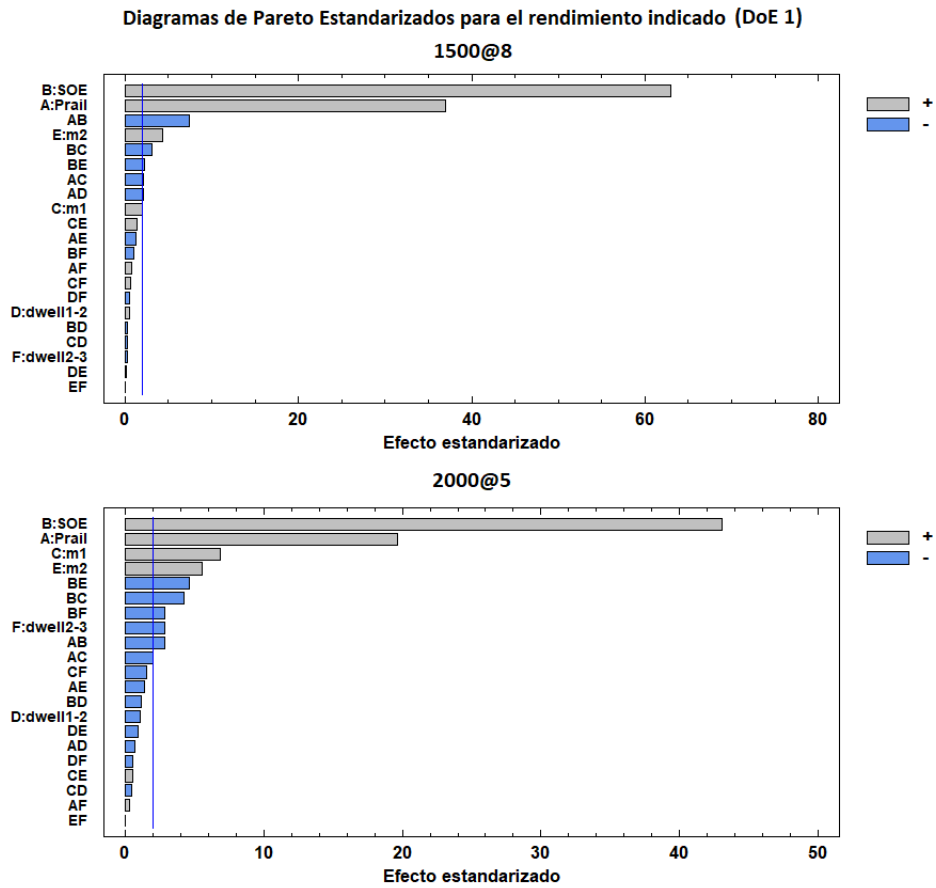 Diagramas de Pareto Estandarizados para el rendimiento indicado (DoE 1)
1500@8
B:SOE
A:Prail
AB
E:m2
BC
BE
AC
AD
C:m1
CE
AE
BF
AF
CF
DF
D:dwell1-2
BD
CD
F:dwell2-3
DE
EF
+
-
0 20 40 60 80
Efecto estandarizado
2000@5
B:SOE
A:Prail
C:m1
E:m2
BE
BC
BF
F:dwell2-3
AB
AC
CF
AE
BD
D:dwell1-2
DE
AD
DF
CE
CD
AF
EF
+
-
0 10 20 30 40 50
Efecto estandarizado